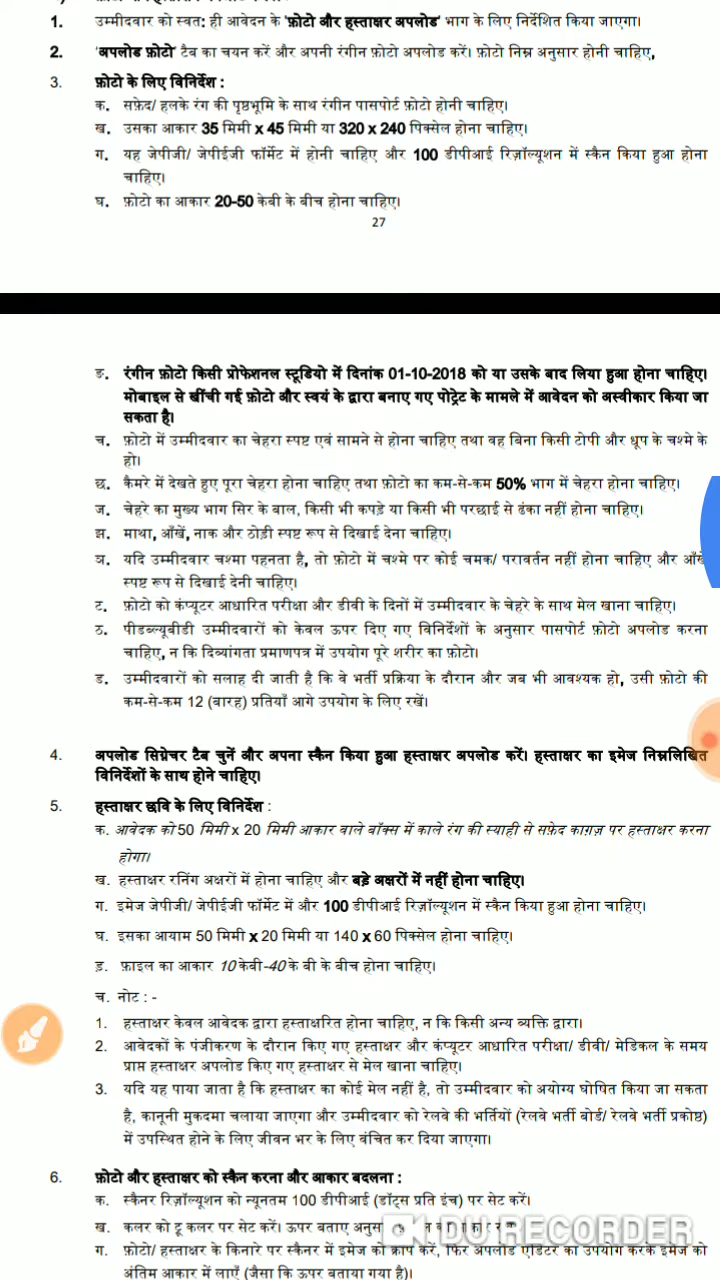 1. उम्मीदवार को स्वत: ही आवेदन के 'फ़ोटो और हस्ताक्षर अपलोड' भाग के लिए निर्देशित किया जाएगा।
2. 'अपलोड फ़ोटो' टैब का चयन करें और अपनी रंगीन फ़ोटो अपलोड करें। फ़ोटो निम्न अनुसार होनी चाहिए,
3. फ़ोटो के लिए विनिर्देश :
क. सफ़ेद/ हलके रंग की पृष्ठभूमि के साथ रंगीन पासपोर्ट फ़ोटो होनी चाहिए।
ख. उसका आकार 35 मिमी x 45 मिमी या 320 x 240 पिक्सेल होना चाहिए।
ग. यह जेपीजी/ जेपीईजी फॉर्मेट में होनी चाहिए और 100 डीपीआई रिज़ॉल्यूशन में स्कैन किया हुआ होना
चाहिए।
घ. फ़ोटो का आकार 20-50 केबी के बीच होना चाहिए।
27
ङ. रंगीन फ़ोटो किसी प्रोफेशनल स्टूडियो में दिनांक 01-10-2018 को या उसके बाद लिया हुआ होना चाहिए।
मोबाइल से खींची गई फ़ोटो और स्वयं के द्वारा बनाए गए पोट्रेट के मामले में आवेदन को अस्वीकार किया जा
सकता है।
च. फ़ोटो में उम्मीदवार का चेहरा स्पष्ट एवं सामने से होना चाहिए तथा वह बिना किसी टोपी और धूप के चश्मे के
हो।
छ. कैमरे में देखते हुए पूरा चेहरा होना चाहिए तथा फ़ोटो का कम-से-कम 50% भाग में चेहरा होना चाहिए।
ज. चेहरे का मुख्य भाग सिर के बाल, किसी भी कपड़े या किसी भी परछाई से ढंका नहीं होना चाहिए।
झ. माथा, आँखें, नाक और ठोड़ी स्पष्ट रूप से दिखाई देना चाहिए।
ञ. यदि उम्मीदवार चश्मा पहनता है, तो फ़ोटो में चश्मे पर कोई चमक/ परावर्तन नहीं होना चाहिए और आँखें
स्पष्ट रूप से दिखाई देनी चाहिए।
ट. फ़ोटो को कंप्यूटर आधारित परीक्षा और डीवी के दिनों में उम्मीदवार के चेहरे के साथ मेल खाना चाहिए।
ठ. पीडब्ल्यूबीडी उम्मीदवारों को केवल ऊपर दिए गए विनिर्देशों के अनुसार पासपोर्ट फ़ोटो अपलोड करना
चाहिए, न कि दिव्यांगता प्रमाणपत्र में उपयोग पूरे शरीर का फ़ोटो।
ड. उम्मीदवारों को सलाह दी जाती है कि वे भर्ती प्रक्रिया के दौरान और जब भी आवश्यक हो, उसी फ़ोटो की
कम-से-कम 12 (बारह) प्रतियाँ आगे उपयोग के लिए रखें।
4. अपलोड सिग्नेचर टैब चुनें और अपना स्कैन किया हुआ हस्ताक्षर अपलोड करें। हस्ताक्षर का इमेज निम्नलिखित
विनिर्देशों के साथ होने चाहिए।
5. हस्ताक्षर छवि के लिए विनिर्देश :
क. आवेदक को 50 मिमी x 20 मिमी आकार वाले बॉक्स में काले रंग की स्याही से सफ़ेद काग़ज़ पर हस्ताक्षर करना
होगा।
ख. हस्ताक्षर रनिंग अक्षरों में होना चाहिए और बड़े अक्षरों में नहीं होना चाहिए।
ग. इमेज जेपीजी/ जेपीईजी फॉर्मेट में और 100 डीपीआई रिज़ॉल्यूशन में स्कैन किया हुआ होना चाहिए।
घ. इसका आयाम 50 मिमी x 20 मिमी या 140 x 60 पिक्सेल होना चाहिए।
ड़. फ़ाइल का आकार 10 केबी-40 के बी के बीच होना चाहिए।
च. नोट : -
1. हस्ताक्षर केवल आवेदक द्वारा हस्ताक्षरित होना चाहिए, न कि किसी अन्य व्यक्ति द्वारा।
2. आवेदकों के पंजीकरण के दौरान किए गए हस्ताक्षर और कंप्यूटर आधारित परीक्षा/ डीवी/ मेडिकल के समय
प्राप्त हस्ताक्षर अपलोड किए गए हस्ताक्षर से मेल खाना चाहिए।
3. यदि यह पाया जाता है कि हस्ताक्षर का कोई मेल नहीं है, तो उम्मीदवार को अयोग्य घोषित किया जा सकता
है, कानूनी मुकदमा चलाया जाएगा और उम्मीदवार को रेलवे की भर्तियों (रेलवे भर्ती बोर्ड/ रेलवे भर्ती प्रकोष्ठ)
में उपस्थित होने के लिए जीवन भर के लिए वंचित कर दिया जाएगा।
6. फ़ोटो और हस्ताक्षर को स्कैन करना और आकार बदलना :
क. स्कैनर रिज़ॉल्यूशन को न्यूनतम 100 डीपीआई (डॉट्स प्रति इंच) पर सेट करें।
ख. कलर को ट्रू कलर पर सेट करें। ऊपर बताए
DU RECORDER
ग. फ़ोटो/ हस्ताक्षर के किनारे पर स्कैनर में इमेज को क्रॉप करें, फिर अपलोड एडिटर का उपयोग करके इमेज को
अंतिम आकार में लाएँ (जैसा कि ऊपर बताया गया है)।